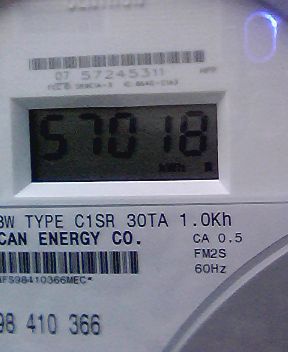 07 57245311
57018
kWh
3W TYPE C1SR 30TA 1.0Kh
CAN ENERGY CO.
CA 0.5
FM2S
60Hz
98 410 366